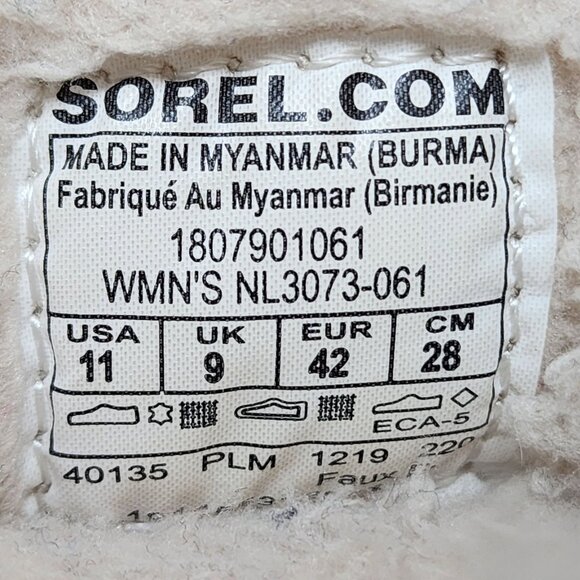 SOREL.COM
MADE IN MYANMAR (BURMA)
Fabriqué Au Myanmar (Birmanie)
1807901061
WMN'S NL3073-061
USA UK EUR CM
11 9 42 28
ECA-5
40135 PLM 1219 220
Faux